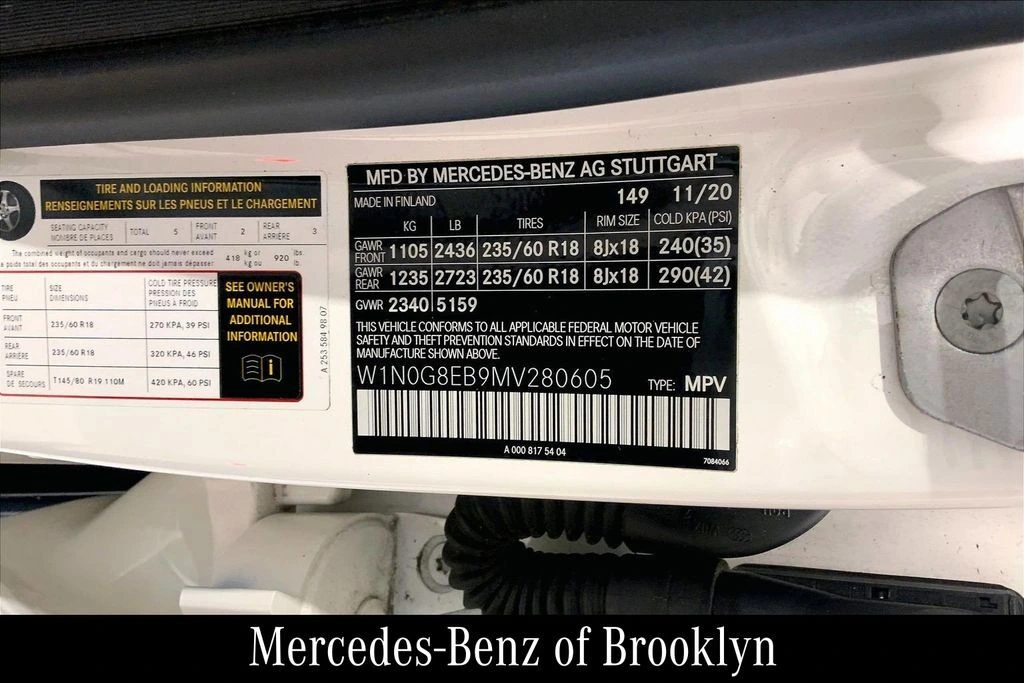 TIRE AND LOADING INFORMATION
RENSEIGNEMENTS SUR LES PNEUS ET LE CHARGEMENT
SEATING CAPACITY
NOMBRE DE PLACES
TOTAL 5
FRONT
AVANT
2
REAR
ARRIÈRE
3
The combined weight of occupants and cargo should never exceed
e poids total des occupants et du chargement ne doit jamais dépasser
418
kg or
kg ou
920
lbs.
lb.
TIRE
PNEU
SIZE
DIMENSIONS
COLD TIRE PRESSURE
PRESSION DES
PNEUS A FROID
FRONT
AVANT
235/60 R18
270 KPA, 39 PSI
REAR
ARRIÈRE
235/60 R18
320 KPA, 46 PSI
SPARE
DE SECOURS
T145/80 R19 110M
420 KPA, 60 PSI
SEE OWNER'S
MANUAL FOR
ADDITIONAL
INFORMATION
A 253 584 98 07
MFD BY MERCEDES-BENZ AG STUTTGART
MADE IN FINLAND 149 11/20
KG LB TIRES RIM SIZE COLD KPA (PSI)
GAWR
FRONT
1105 2436 235/60 R18 8Jx18 240(35)
GAWR
REAR
1235 2723 235/60 R18 8Jx18 290(42)
GWR 2340 5159
THIS VEHICLE CONFORMS TO ALL APPLICABLE FEDERAL MOTOR VEHICLE
SAFETY AND THEFT PREVENTION STANDARDS IN EFFECT ON THE DATE OF
MANUFACTURE SHOWN ABOVE.
W1N0G8EB9MV280605 TYPE: MPV
A 000 817 54 04
7084066
Mercedes-Benz of Brooklyn